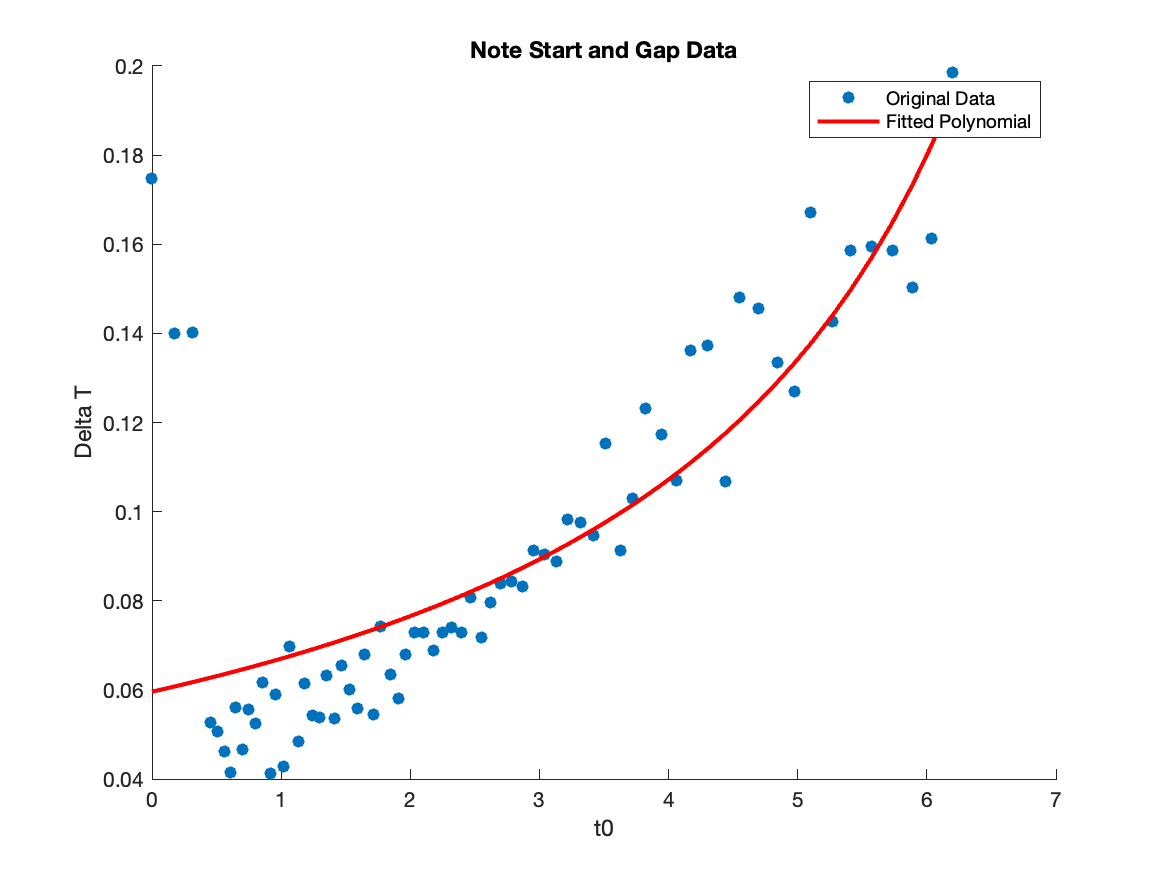 Note Start and Gap Data
0.2
0.18
0.16
0.14
0.12
0.1
0.08
0.06
0.04
Delta T
Original Data
Fitted Polynomial
0 1 2 3 4 5 6 7
t0